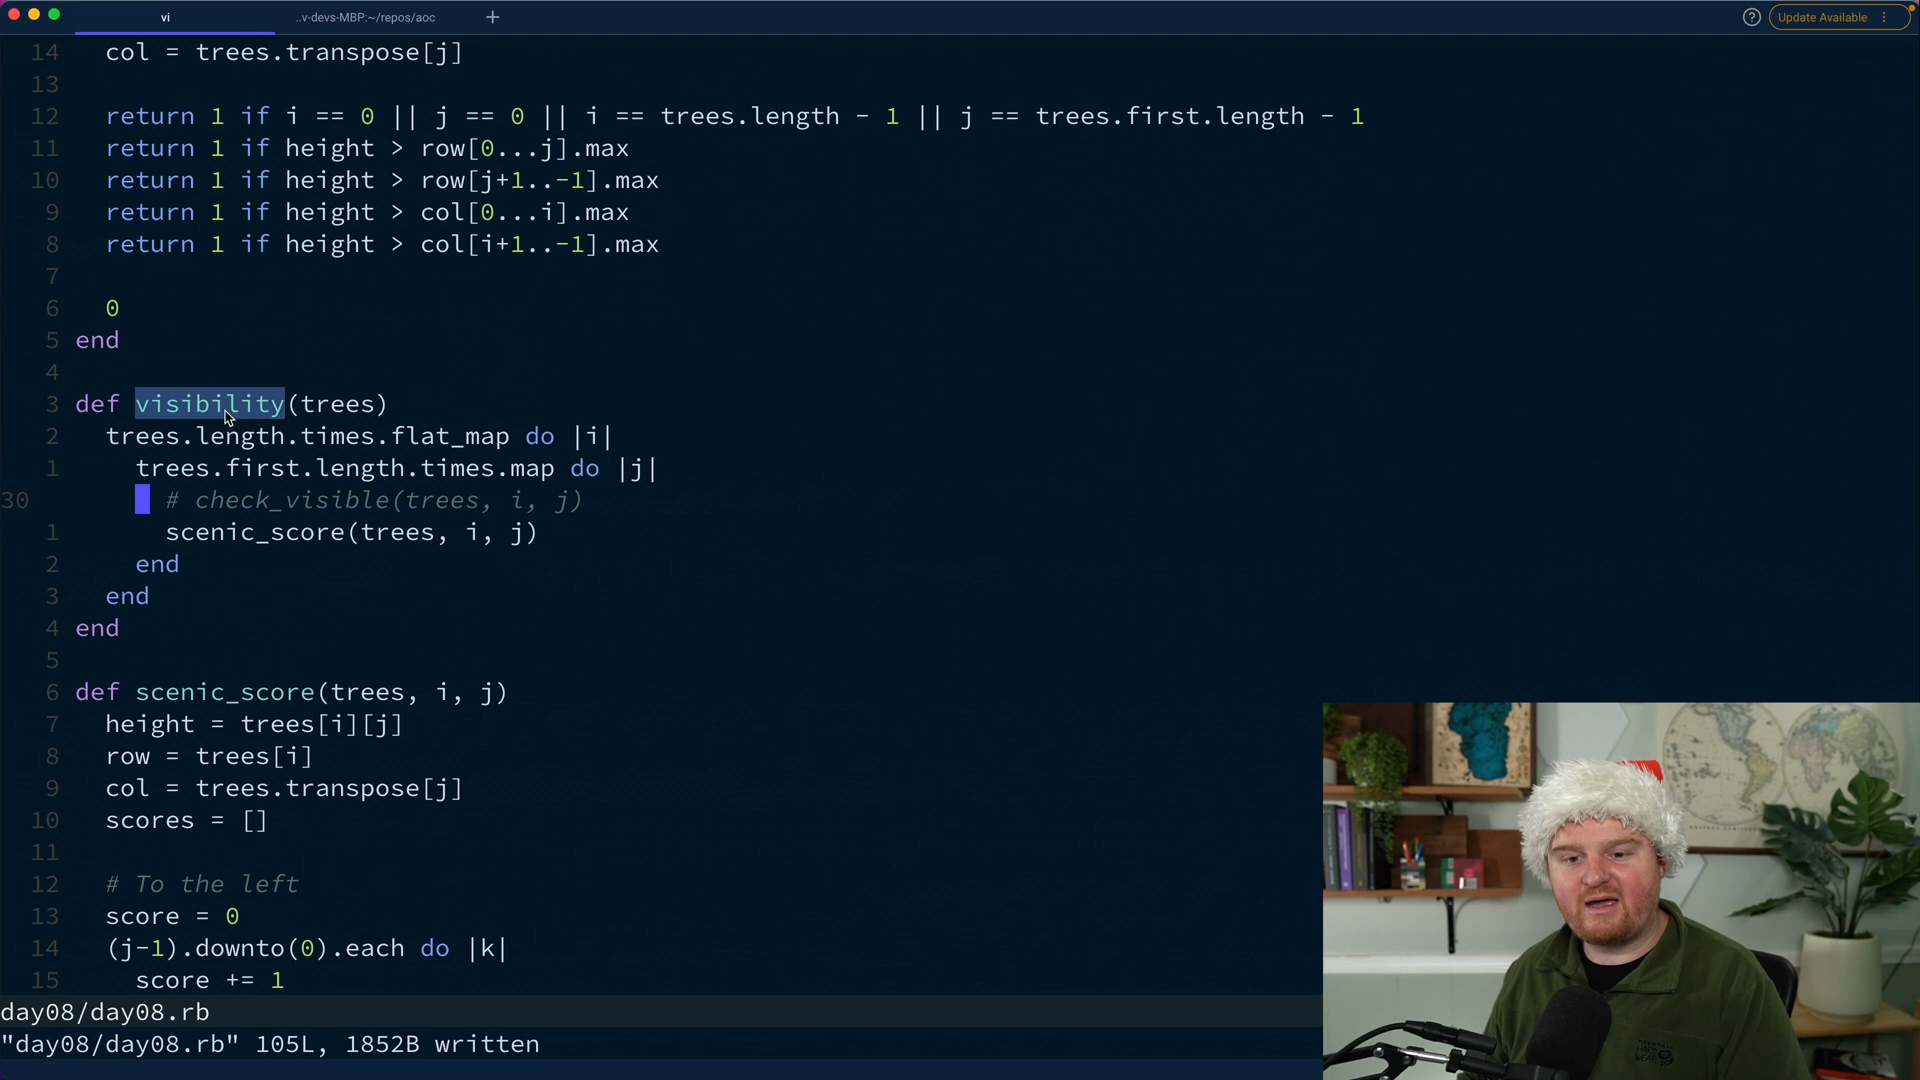 vi
..v-devs-MBP:~/repos/aoc
+
? Update Available
14 col = trees.transpose[j]
13
12 return 1 if i == 0 || j == 0 || i == trees.length - 1 || j == trees.first.length - 1
11 return 1 if height > row[0...j].max
10 return 1 if height > row[j+1..-1].max
9 return 1 if height > col[0...i].max
8 return 1 if height > col[i+1..-1].max
7
6 0
5 end
4
3 def visibility(trees)
2 trees.length.times.flat_map do |i|
1 trees.first.length.times.map do |j|
30 # check_visible(trees, i, j)
1 scenic_score(trees, i, j)
2 end
3 end
4 end
5
6 def scenic_score(trees, i, j)
7 height = trees[i][j]
8 row = trees[i]
9 col = trees.transpose[j]
10 scores = []
11
12 # To the left
13 score = 0
14 (j-1).downto(0).each do |k|
15 score += 1
day08/day08.rb
"day08/day08.rb" 105L, 1852B written